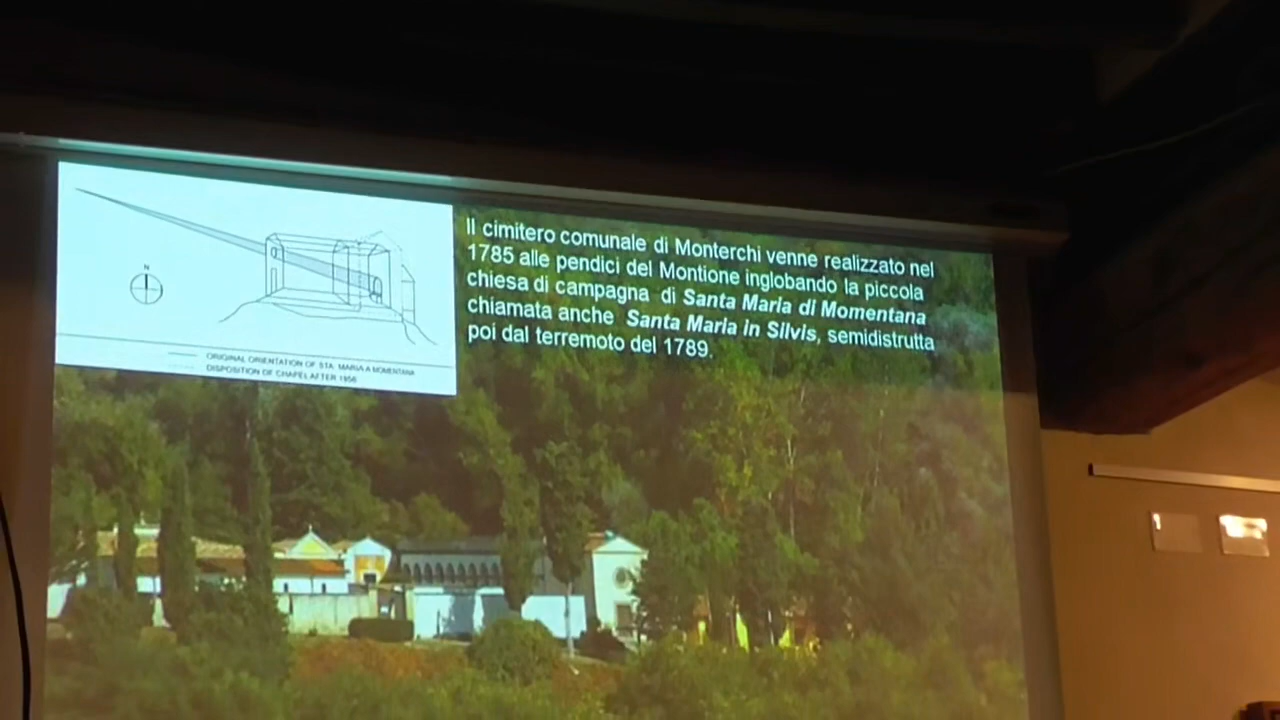 N
ORIGINAL ORIENTATION OF STA. MARIA A MOMENTANA
DISPOSITION OF CHAPEL AFTER 1956
Il cimitero comunale di Monterchi venne realizzato nel
1785 alle pendici del Montione inglobando la piccola
chiesa di campagna di Santa Maria di Momentana
chiamata anche Santa Maria in Silvis, semidistrutta
poi dal terremoto del 1789.